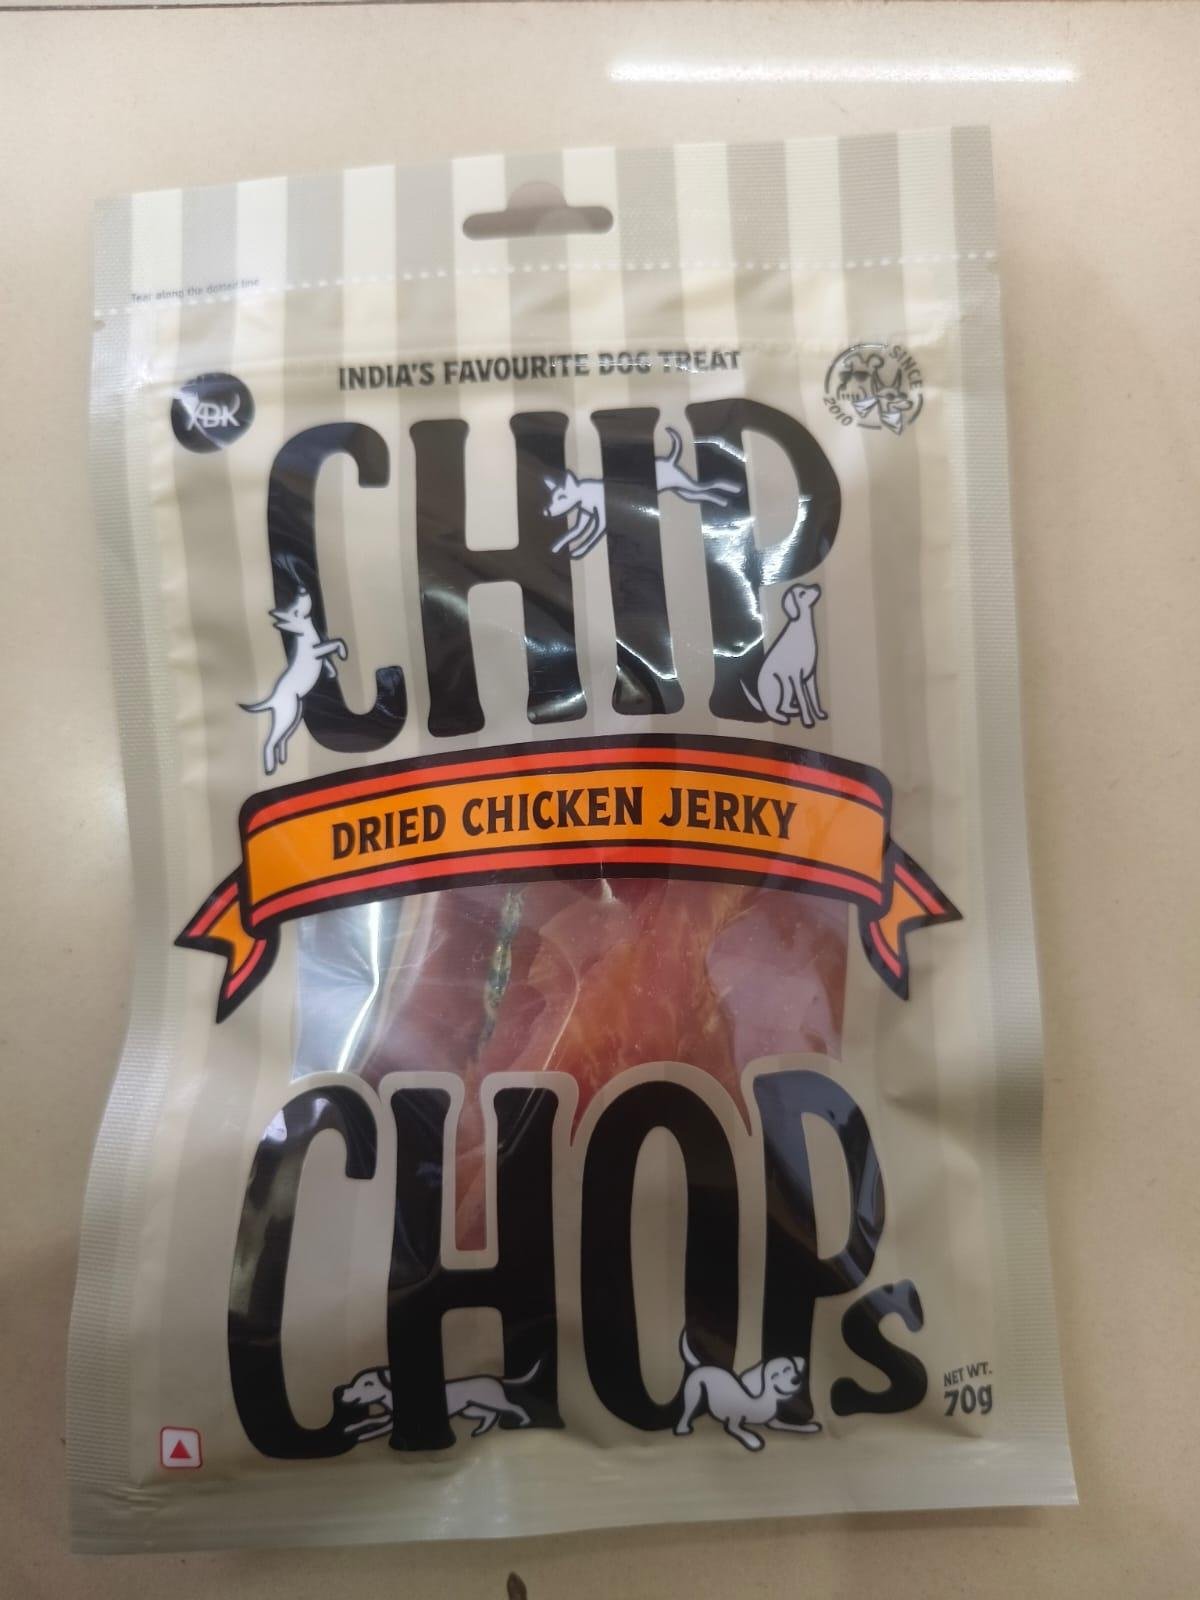 Tear along the dotted line
INDIA'S FAVOURITE DOG TREAT
SINCE
2010
CHIP
DRIED CHICKEN JERKY
CHOPs
NET WT.
70g